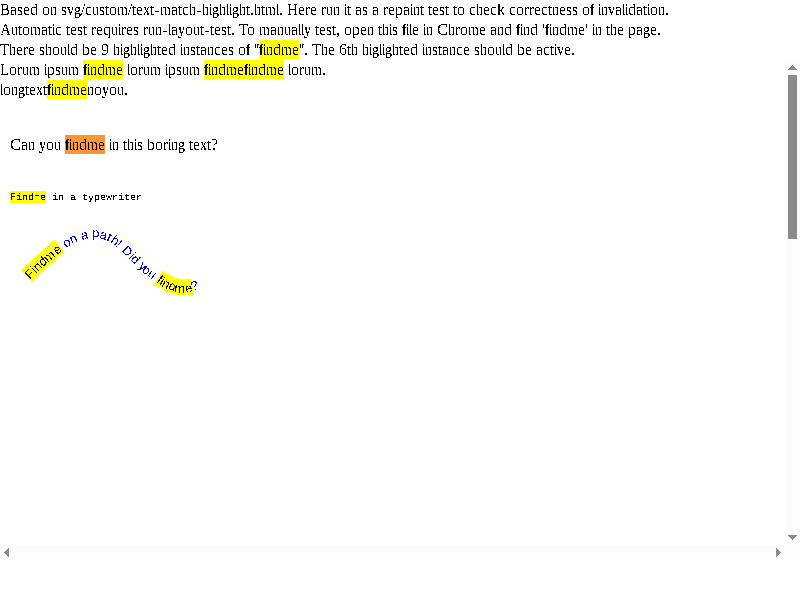 Based on svg/custom/text-match-highlight.html. Here run it as a repaint test to check correctness of invalidation.
Automatic test requires run-layout-test. To manually test, open this file in Chrome and find 'findme' in the page.
There should be 9 highlighted instances of "findme". The 6th higlighted instance should be active.
Lorum ipsum findme lorum ipsum findmefindme lorum.
longtextfindmenoyou.
Can you findme in this boring text?
Findme in a typewriter
Findme on a path! Did you findme?